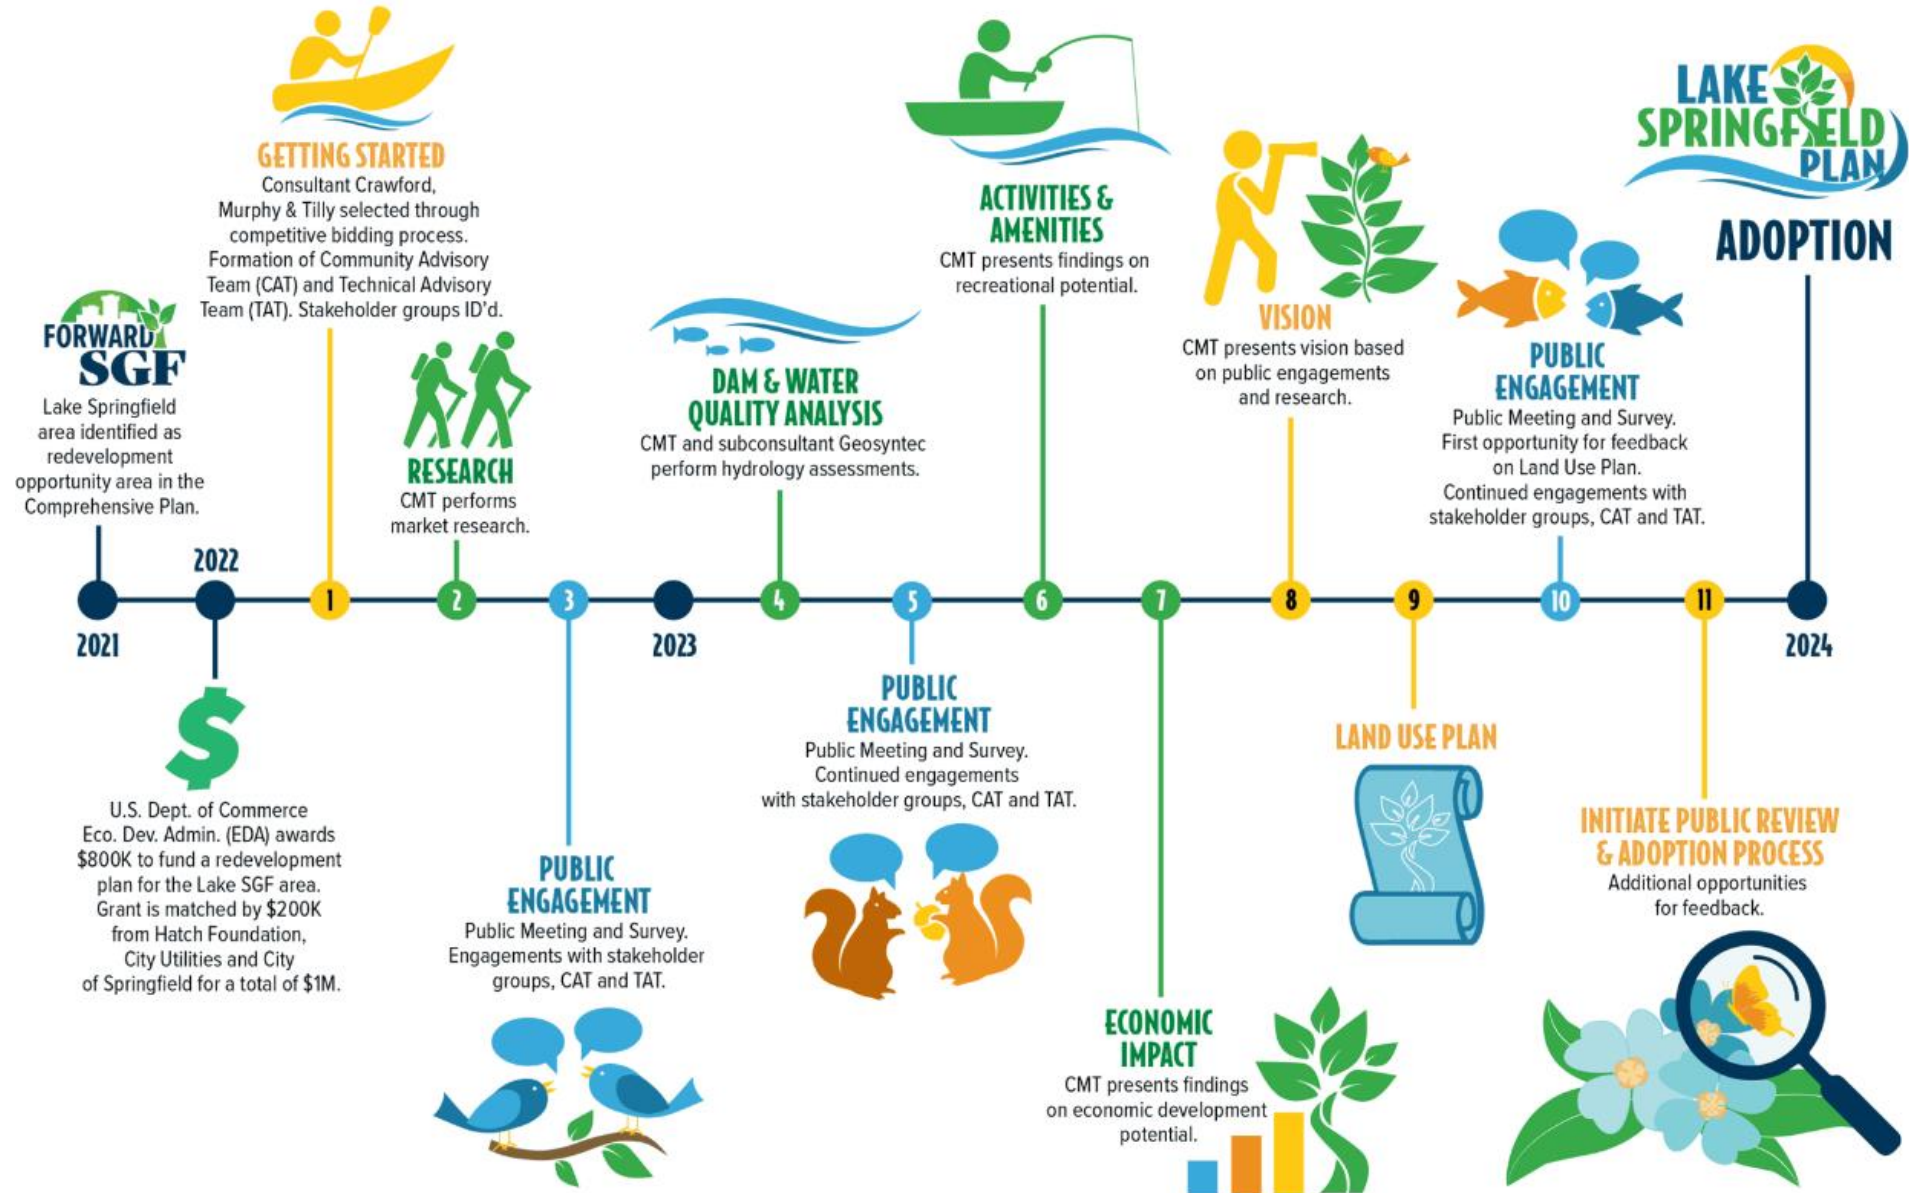 FORWARD
SGF
Lake Springfield
area identified as
redevelopment
opportunity area in the
Comprehensive Plan.
2021
2022
U.S. Dept. of Commerce
Eco. Dev. Admin. (EDA) awards
$800K to fund a redevelopment
plan for the Lake SGF area.
Grant is matched by $200K
from Hatch Foundation,
City Utilities and City
of Springfield for a total of $1M.
GETTING STARTED
Consultant Crawford,
Murphy & Tilly selected through
competitive bidding process.
Formation of Community Advisory
Team (CAT) and Technical Advisory
Team (TAT). Stakeholder groups ID'd.
1
RESEARCH
CMT performs
market research.
2
3
PUBLIC
ENGAGEMENT
Public Meeting and Survey.
Engagements with stakeholder
groups, CAT and TAT.
2023
DAM & WATER
QUALITY ANALYSIS
CMT and subconsultant Geosyntec
perform hydrology assessments.
4
5
PUBLIC
ENGAGEMENT
Public Meeting and Survey.
Continued engagements
with stakeholder groups, CAT and TAT.
ACTIVITIES &
AMENITIES
CMT presents findings on
recreational potential.
6
7
ECONOMIC
IMPACT
CMT presents findings
on economic development
potential.
VISION
CMT presents vision based
on public engagements
and research.
8
9
LAND USE PLAN
PUBLIC
ENGAGEMENT
Public Meeting and Survey.
First opportunity for feedback
on Land Use Plan.
Continued engagements with
stakeholder groups, CAT and TAT.
10
11
INITIATE PUBLIC REVIEW
& ADOPTION PROCESS
Additional opportunities
for feedback.
LAKE
SPRINGFIELD
PLAN
ADOPTION
2024